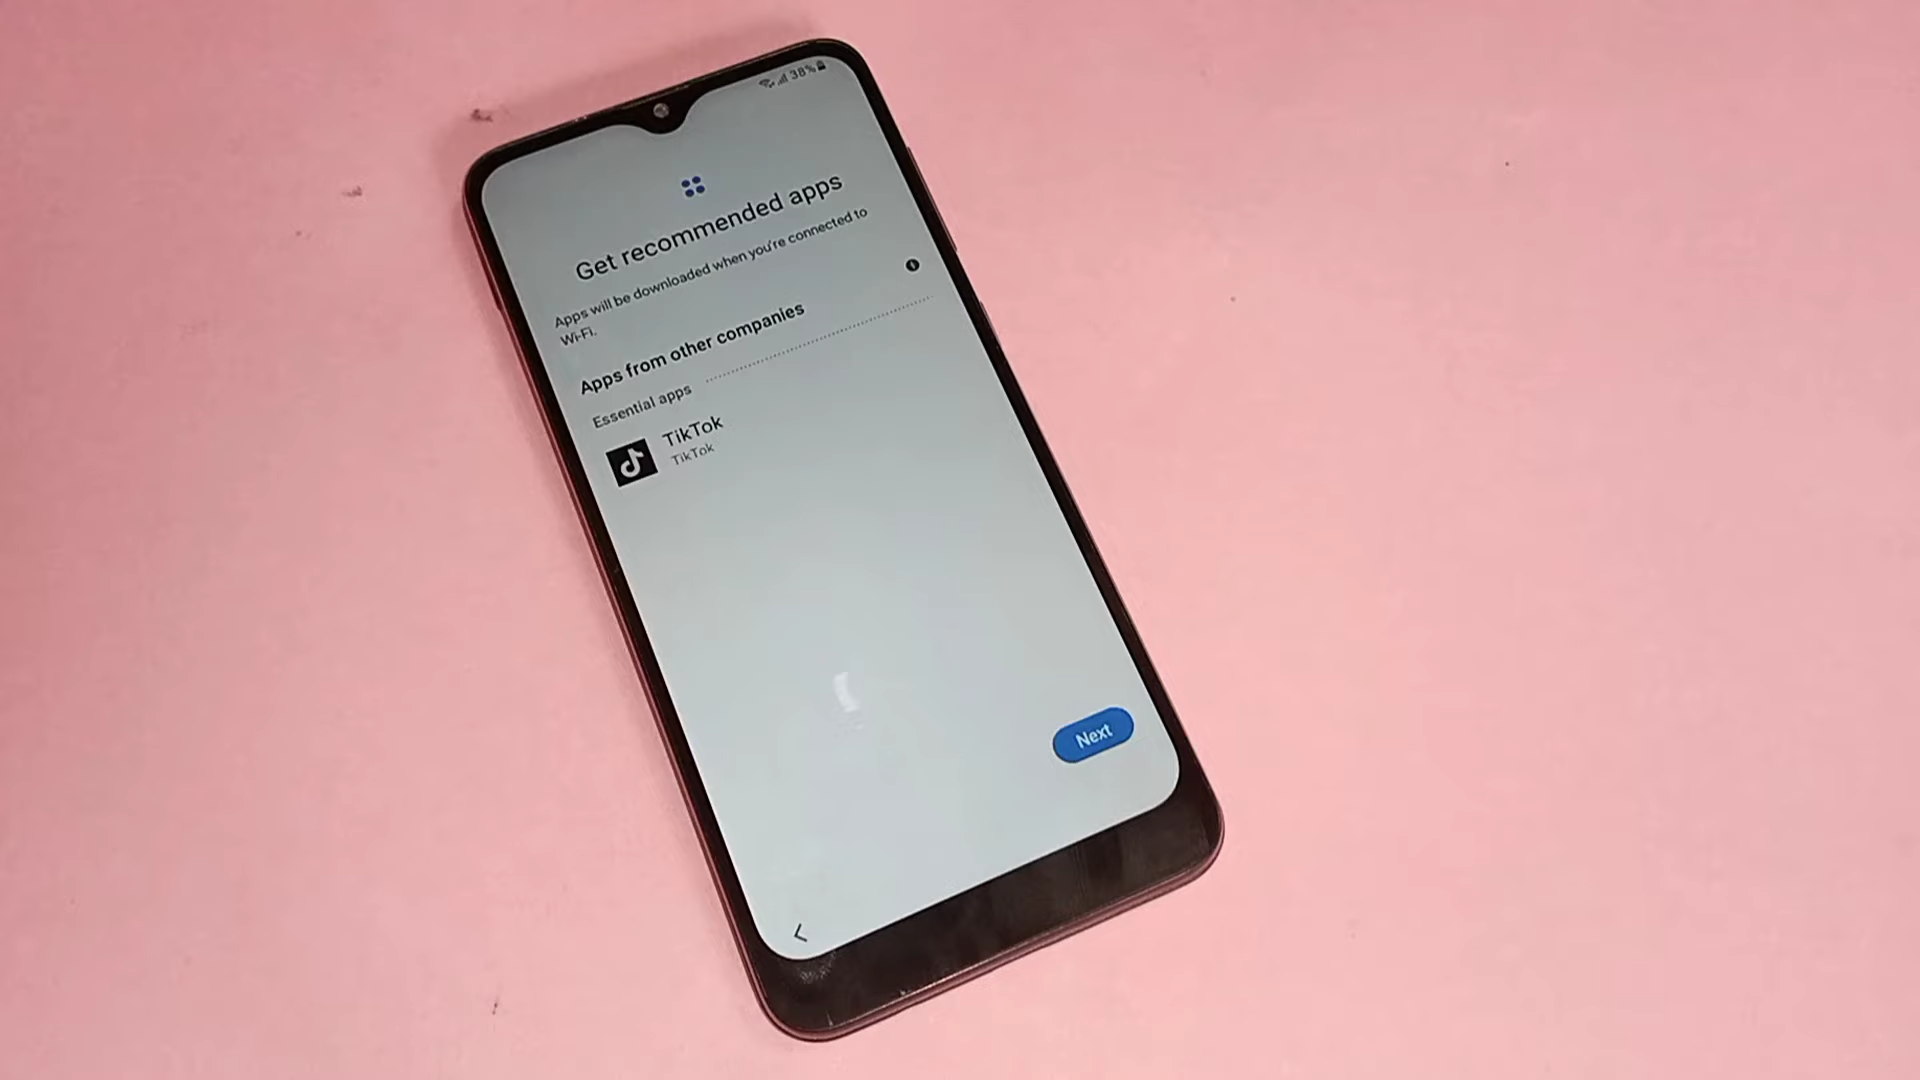 38%
Get recommended apps
Apps will be downloaded when you're connected to
Wi-Fi.
Apps from other companies
Essential apps
TikTok
TikTok
Next